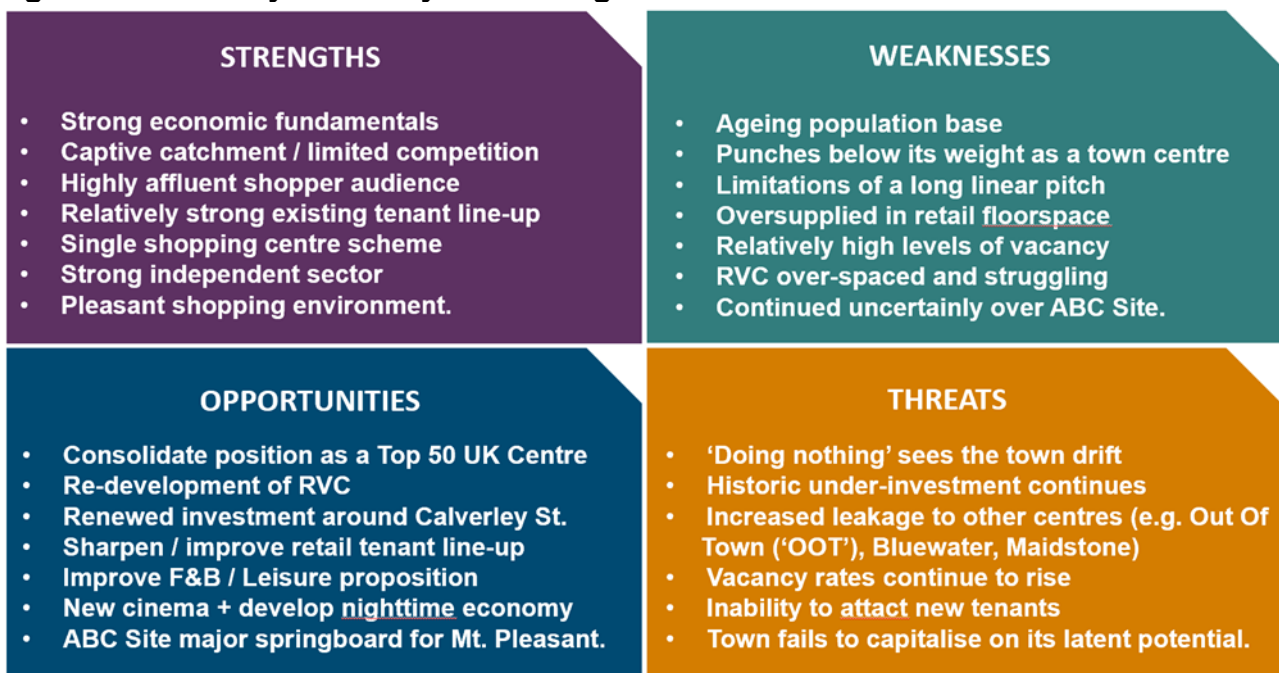 STRENGTHS
• Strong economic fundamentals
• Captive catchment / limited competition
• Highly affluent shopper audience
• Relatively strong existing tenant line-up
• Single shopping centre scheme
• Strong independent sector
• Pleasant shopping environment.
WEAKNESSES
• Ageing population base
• Punches below its weight as a town centre
• Limitations of a long linear pitch
• Oversupplied in retail floorspace
• Relatively high levels of vacancy
• RVC over-spaced and struggling
• Continued uncertainly over ABC Site.
OPPORTUNITIES
• Consolidate position as a Top 50 UK Centre
• Re-development of RVC
• Renewed investment around Calverley St.
• Sharpen / improve retail tenant line-up
• Improve F&B / Leisure proposition
• New cinema + develop nighttime economy
• ABC Site major springboard for Mt. Pleasant.
THREATS
• ‘Doing nothing’ sees the town drift
• Historic under-investment continues
• Increased leakage to other centres (e.g. Out Of
Town (‘OOT’), Bluewater, Maidstone)
• Vacancy rates continue to rise
• Inability to attact new tenants
• Town fails to capitalise on its latent potential.